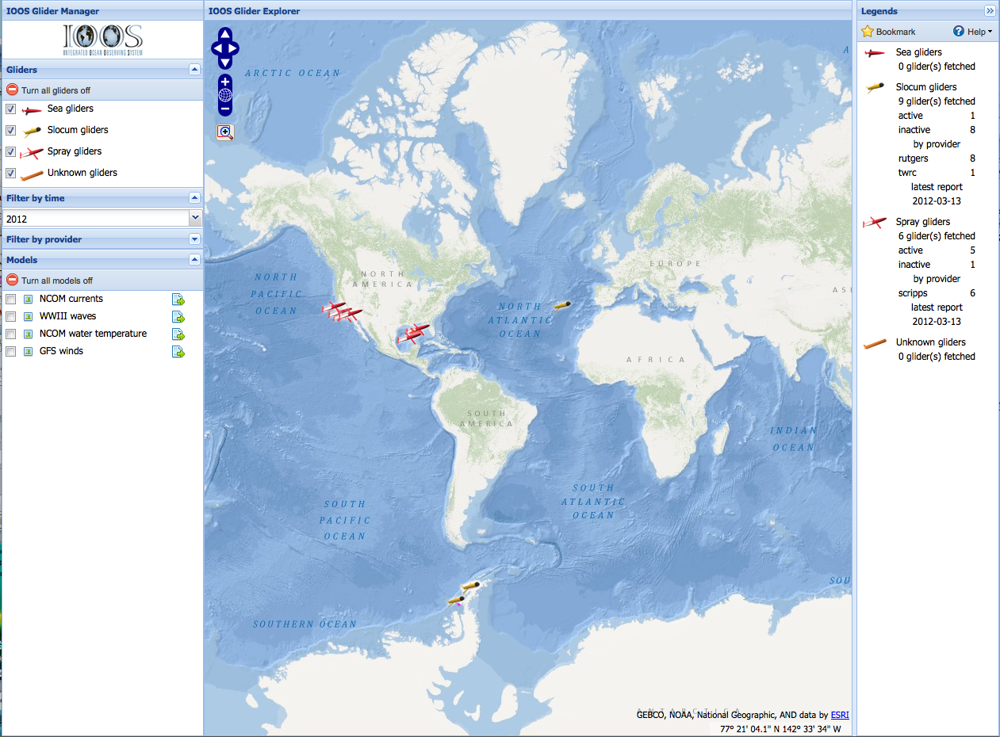 IOOS Glider Manager
IOOS
INTEGRATED OCEAN OBSERVING SYSTEM
Gliders
Turn all gliders off
Sea gliders
Slocum gliders
Spray gliders
Unknown gliders
Filter by time
2012
Filter by provider
Models
Turn all models off
NCOM currents
WWIII waves
NCOM water temperature
GFS winds
IOOS Glider Explorer
ARCTIC OCEAN
A
NORTH
AMERICA
EUROPE
ASI
NORTH
PACIFIC
OCEAN
NORTH
ATLANTIC
OCEAN
AFRICA
SOUTH
AMERICA
INDIAN
OCEAN
SOUTH
PACIFIC
OCEAN
SOUTH
ATLANTIC
OCEAN
SOU
SOUTHERN OCEAN
ANTARCTICA
GEBCO, NOAA, National Geographic, AND data by ESRI
77° 21' 04.1" N 142° 33' 34" W
Legends
Bookmark
Help
Sea gliders
0 glider(s) fetched
Slocum gliders
9 glider(s) fetched
active 1
inactive 8
by provider
rutgers 8
twrc 1
latest report
2012-03-13
Spray gliders
6 glider(s) fetched
active 5
inactive 1
by provider
scripps 6
latest report
2012-03-13
Unknown gliders
0 glider(s) fetched